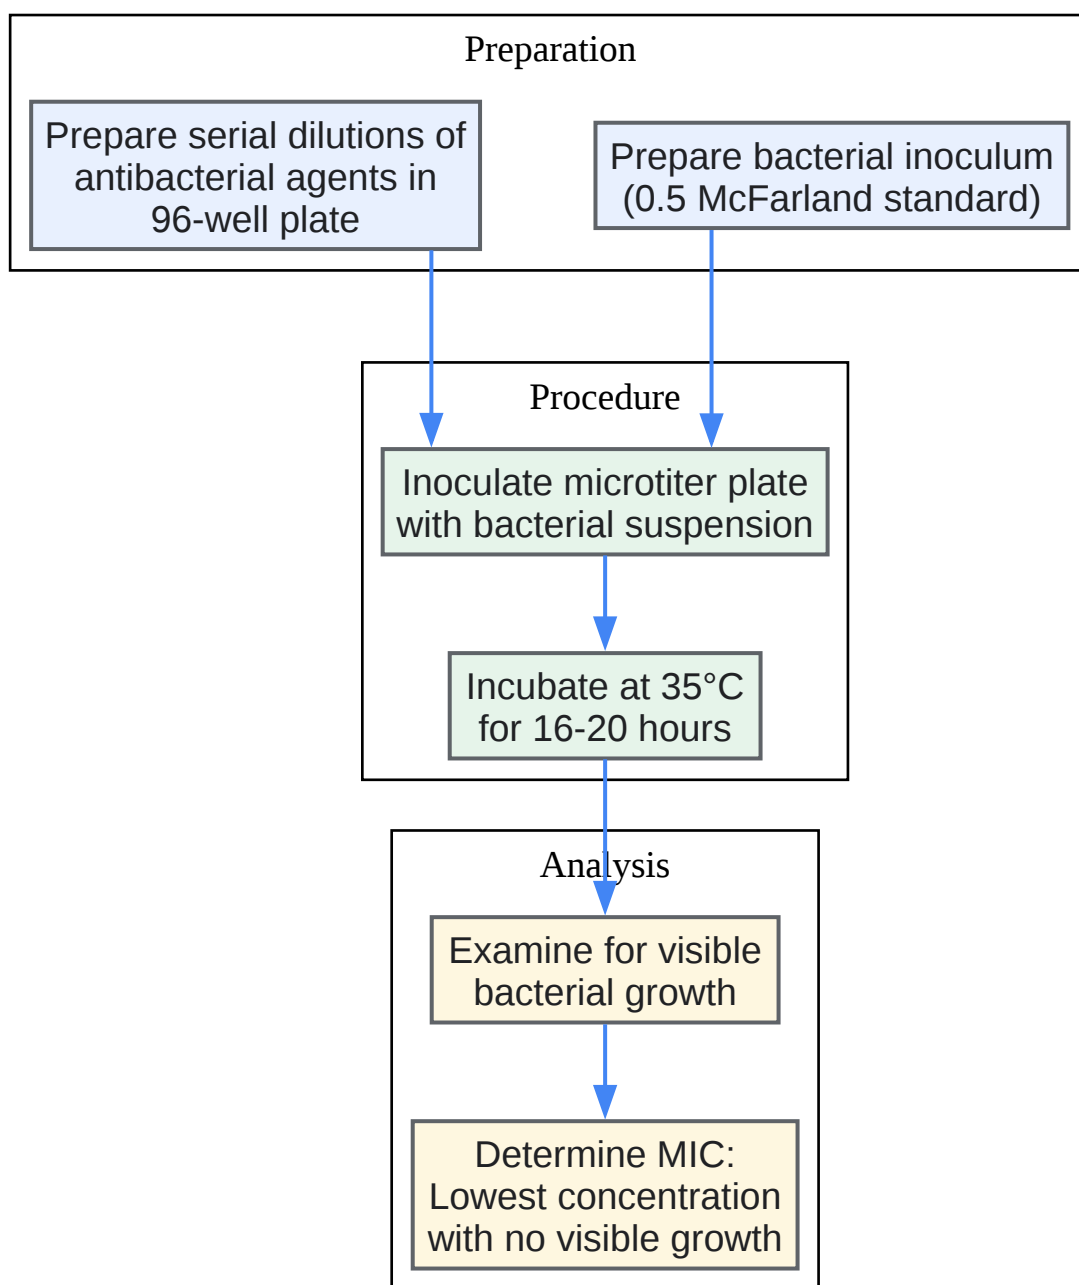 Preparation
Prepare serial dilutions of
antibacterial agents in
96-well plate
Prepare bacterial inoculum
(0.5 McFarland standard)
Procedure
Inoculate microtiter plate
with bacterial suspension
Incubate at 35°C
for 16-20 hours
Analysis
Examine for visible
bacterial growth
Determine MIC:
Lowest concentration
with no visible growth